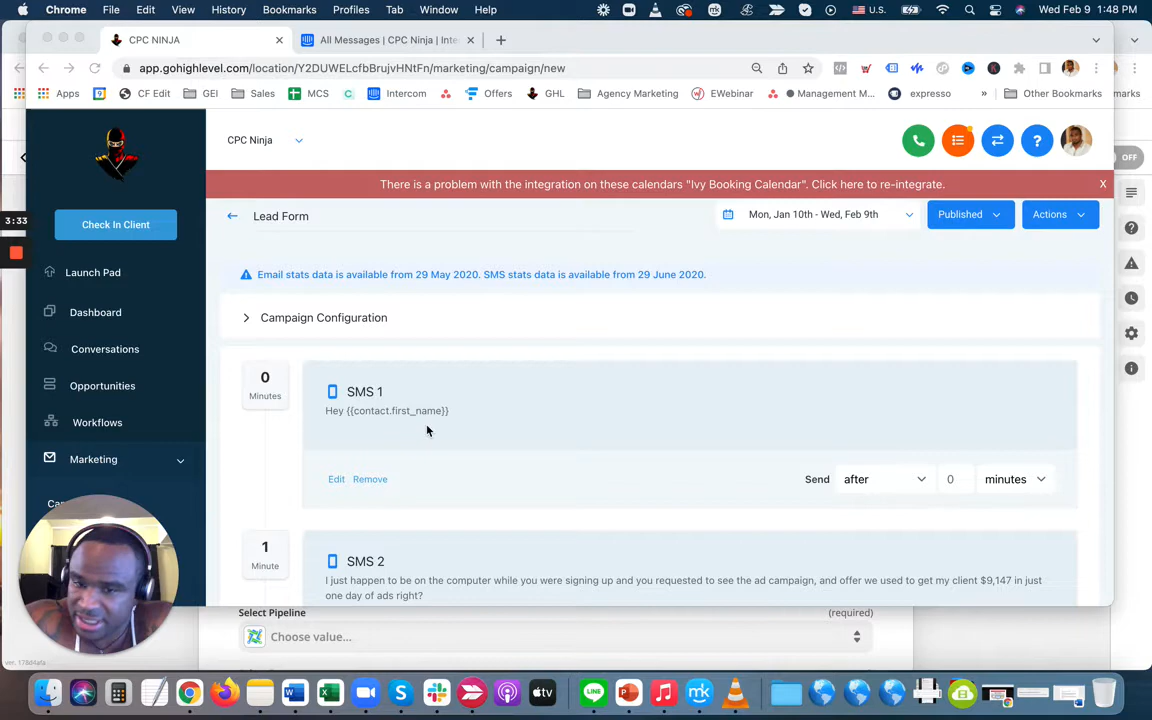 Chrome File Edit View History Bookmarks Profiles Tab Window Help
U.S. Wed Feb 9 1:48 PM
CPC NINJA
All Messages | CPC Ninja | Inte
app.gohighlevel.com/location/Y2DUWELcfbBrujvHNtFn/marketing/campaign/new
Apps CF Edit GEI Sales MCS Intercom Offers GHL Agency Marketing EWebinar Management M... expresso » Other Bookmarks marks
CPC Ninja
OFF
There is a problem with the integration on these calendars "Ivy Booking Calendar". Click here to re-integrate. X
3:33
Check In Client
Lead Form
Mon, Jan 10th - Wed, Feb 9th
Published
Actions
Launch Pad
Email stats data is available from 29 May 2020. SMS stats data is available from 29 June 2020.
Dashboard
Campaign Configuration
Conversations
Opportunities
Workflows
Marketing
Ca
0
Minutes
SMS 1
Hey {{contact.first_name}}
Edit Remove
Send after 0 minutes
1
Minute
SMS 2
I just happen to be on the computer while you were signing up and you requested to see the ad campaign, and offer we used to get my client $9,147 in just
one day of ads right?
Select Pipeline (required)
Choose value...
ver. 178d4afa